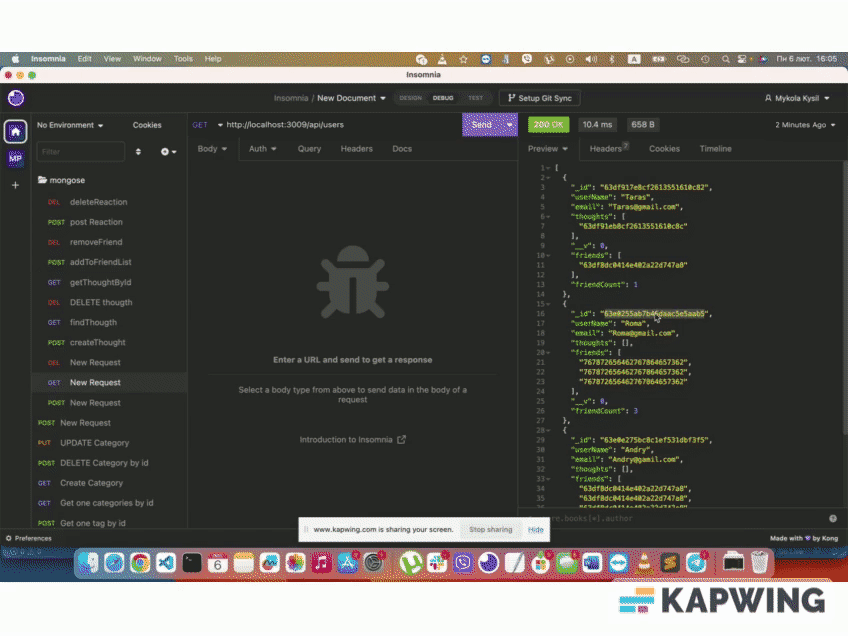 Insomnia Edit View Window Tools Help Пн 6 лют. 16:05
Insomnia
Insomnia / New Document DESIGN DEBUG TEST Setup Git Sync Mykola Kysil
No Environment Cookies GET http://localhost:3009/api/users Send 200 OK 10.4 ms 658 B 2 Minutes Ago
Filter Body Auth Query Headers Docs Preview Headers 7 Cookies Timeline
MP
mongose
DEL deleteReaction
POST post Reaction
DEL removeFriend
POST addToFriendList
GET getThoughtById
DEL DELETE thougth
GET findThougth
POST createThought
DEL New Request
GET New Request
POST New Request
POST New Request
PUT UPDATE Category
POST DELETE Category by id
GET Create Category
GET Get one categories by id
POST Get one tag by id
Enter a URL and send to get a response
Select a body type from above to send data in the body of a
request
Introduction to Insomnia
1 [
2 {
3 "_id": "63df917e8cf2613551610c82",
4 "userName": "Taras",
5 "email": "Taras@gmail.com",
6 "thoughts": [
7 "63df91eb8cf2613551610c8c"
8 ],
9 "__v": 0,
10 "friends": [
11 "63df8dc0414e402a22d747a8"
12 ],
13 "friendCount": 1
14 },
15 {
16 "_id": "63e0255ab7b46daac5e5aab5",
17 "userName": "Roma",
18 "email": "Roma@gmail.com",
19 "thoughts": [],
20 "friends": [
21 "767872656462767864657362",
22 "767872656462767864657362",
23 "767872656462767864657362"
24 ],
25 "__v": 0,
26 "friendCount": 3
27 },
28 {
29 "_id": "63e0e275bc8c1ef531dbf3f5",
30 "userName": "Andry",
31 "email": "Andry@gamil.com",
32 "thoughts": [],
33 "friends": [
34 "63df8dc0414e402a22d747a8",
35 "63df8dc0414e402a22d747a8",
.books[*].author
www.kapwing.com is sharing your screen. Stop sharing Hide
Preferences Made with by Kong
6
KAPWING